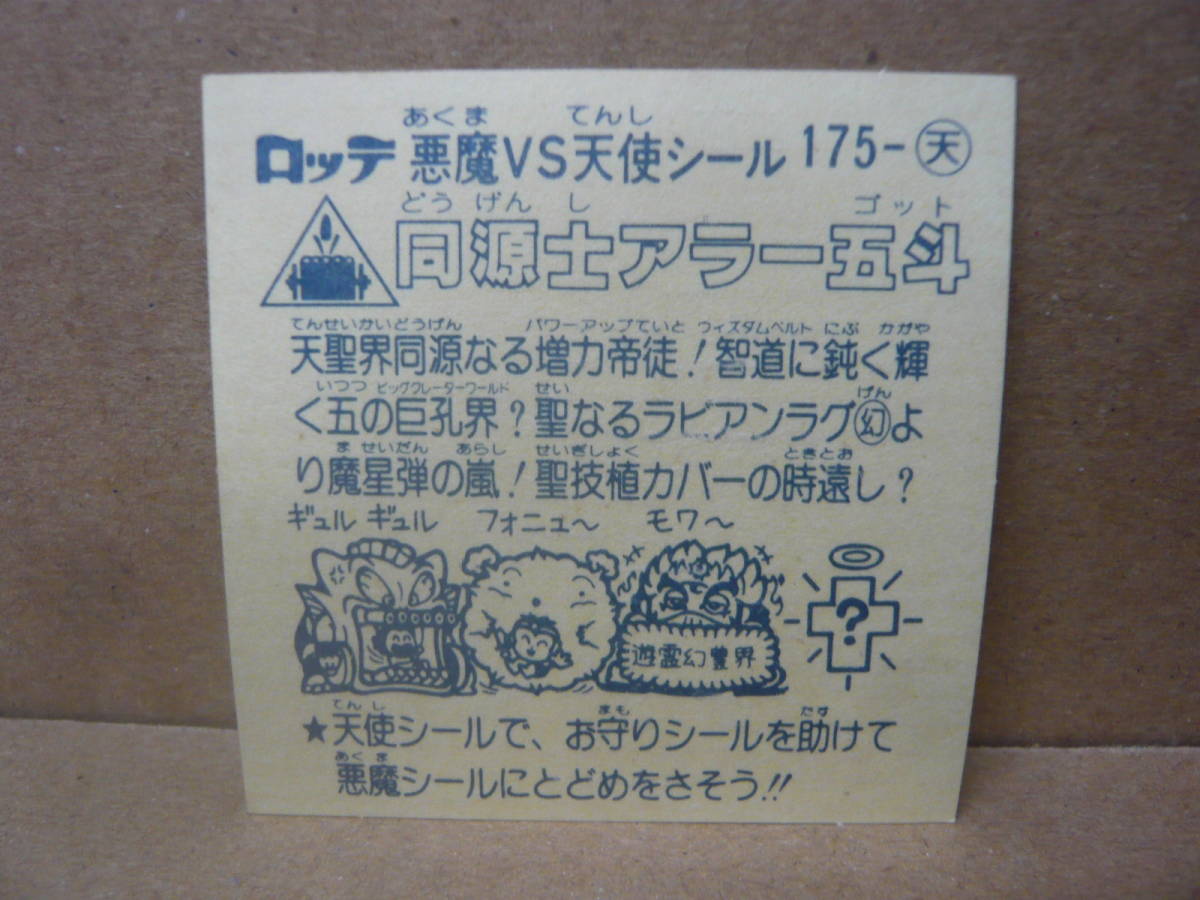 あくま てんし
ロッテ 悪魔VS天使シール 175-天
どうげんし ゴット
同源士アラー五斗
てんせいかいどうげん パワーアップていと ウィズダムベルト にぶ かがや
天聖界同源なる増力帝徒!智道に鈍く輝
いつつ ビッククレーターワールド せい げん
く五の巨孔界?聖なるラビアンラグ幻よ
ま せいだん あらし せいぎしょく ときとお
り魔星弾の嵐!聖技植カバーの時遠し?
ギュル ギュル フォニュ〜 モワ〜
遊霊幻豊界
?
てんし まも たす
★天使シールで、お守りシールを助けて
あくま
悪魔シールにとどめをさそう!!